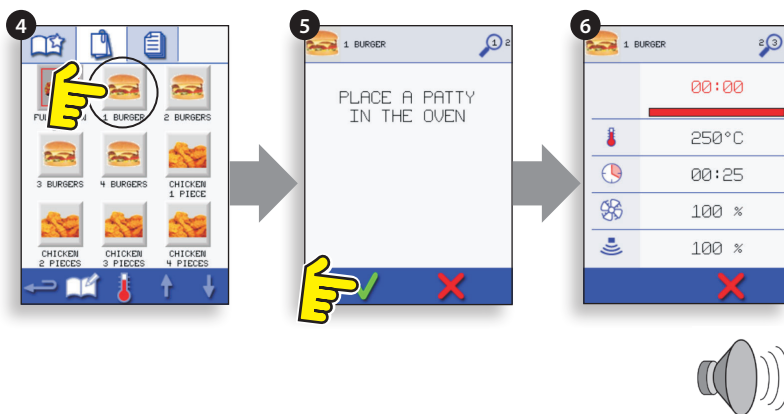 4
FU
1 BURGER
2 BURGERS
3 BURGERS
4 BURGERS
CHICKEN
1 PIECE
CHICKEN
2 PIECES
CHICKEN
3 PIECES
CHICKEN
4 PIECES
5
1 BURGER
1 2
PLACE A PATTY
IN THE OVEN
6
1 BURGER
2 3
00:00
250°C
00:25
100 %
100 %